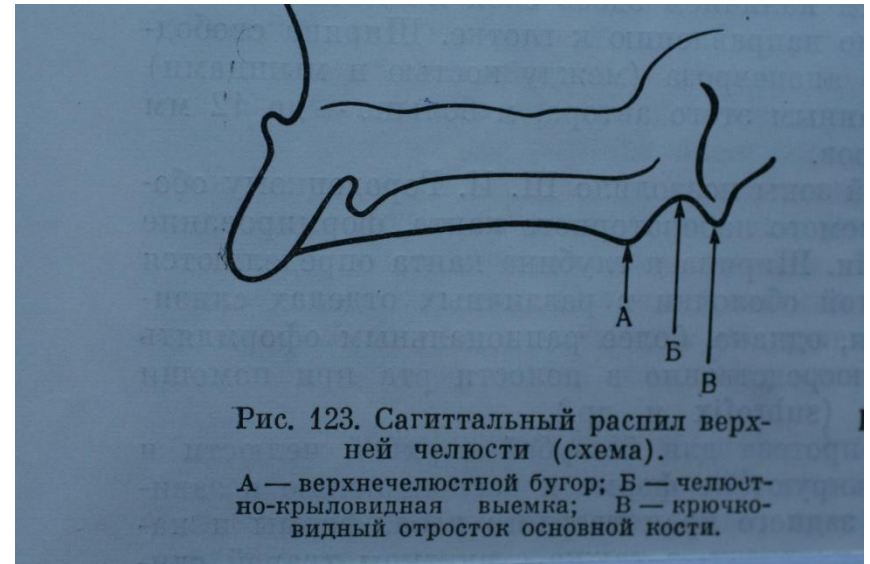 А
Б
В
Рис. 123. Сагиттальный распил верх-
ней челюсти (схема).
А — верхнечелюстной бугор; Б — челюст-
но-крыловидная выемка; В — крючко-
видный отросток основной кости.